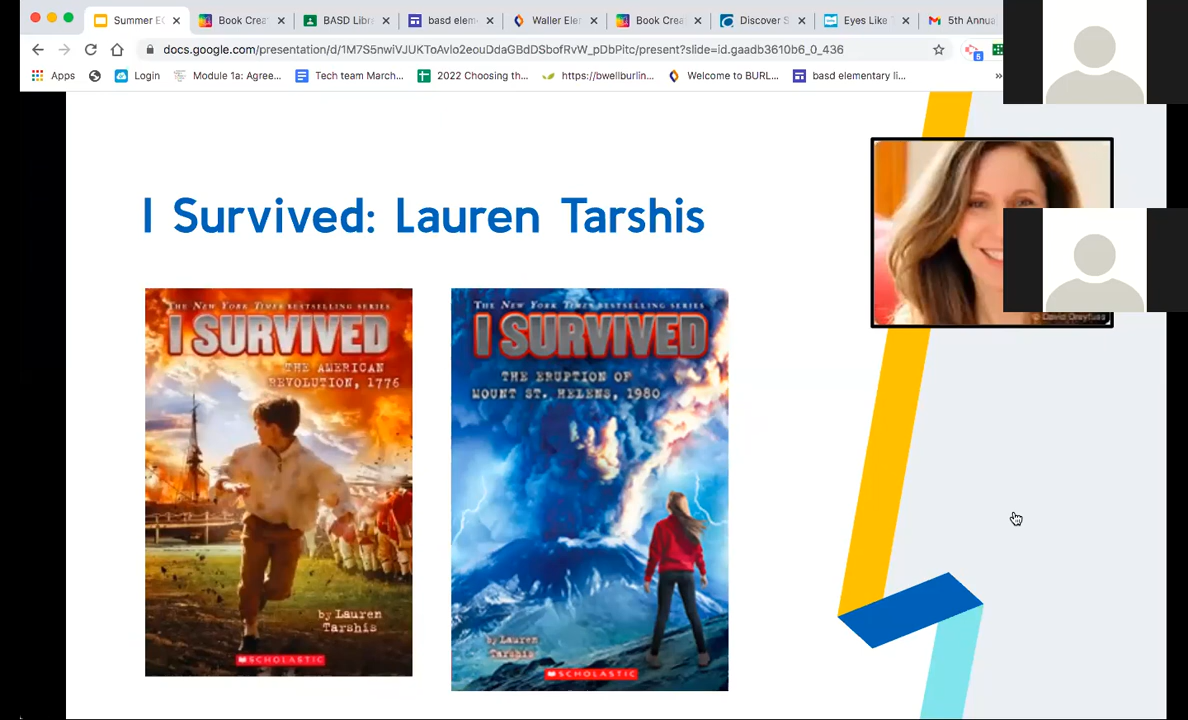 Summer EC
Book Crea
BASD Libr
basd elem
Waller Ele
Book Crea
Discover S
Eyes Like T
5th Annua
docs.google.com/presentation/d/1M7S5nwiVJUKToAvlo2eouDdaGBdDSbofRvW_pDbPitc/present?slide=id.gaadb3610b6_0_436
5
Apps
Login
Module 1a: Agree...
Tech team March...
2022 Choosing th...
https://bwellburlin...
Welcome to BURL...
basd elementary li...
»
I Survived: Lauren Tarshis
© David Dreyfuss
THE NEW YORK TIMES BESTSELLING SERIES
I SURVIVED
THE AMERICAN
REVOLUTION, 1776
by Lauren
Tarshis
SCHOLASTIC
THE NEW YORK TIMES BESTSELLING SERIES
I SURVIVED
THE ERUPTION OF
MOUNT ST. HELENS, 1980
by Lauren
Tarshis
SCHOLASTIC